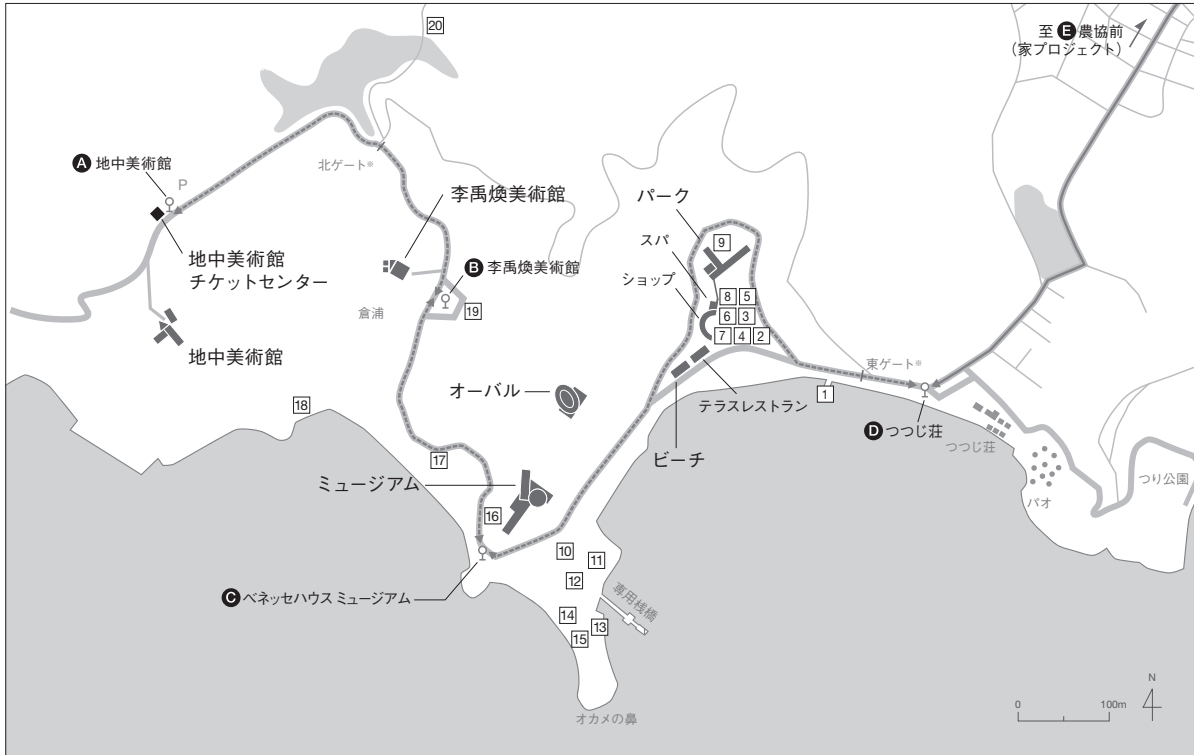 20
至 E 農協前
(家プロジェクト)
A 地中美術館
P
北ゲート※
李禹煥美術館
パーク
9
スパ
地中美術館
チケットセンター
B 李禹煥美術館
ショップ
8 5
6 3
7 4 2
倉浦
19
地中美術館
東ゲート※
オーバル
テラスレストラン
1
18
D つつじ荘
つつじ荘
ビーチ
17
つり公園
ミュージアム
パオ
16
10
11
12
C ベネッセハウス ミュージアム
専用桟橋
14
13
15
オカメの鼻
N
0 100m